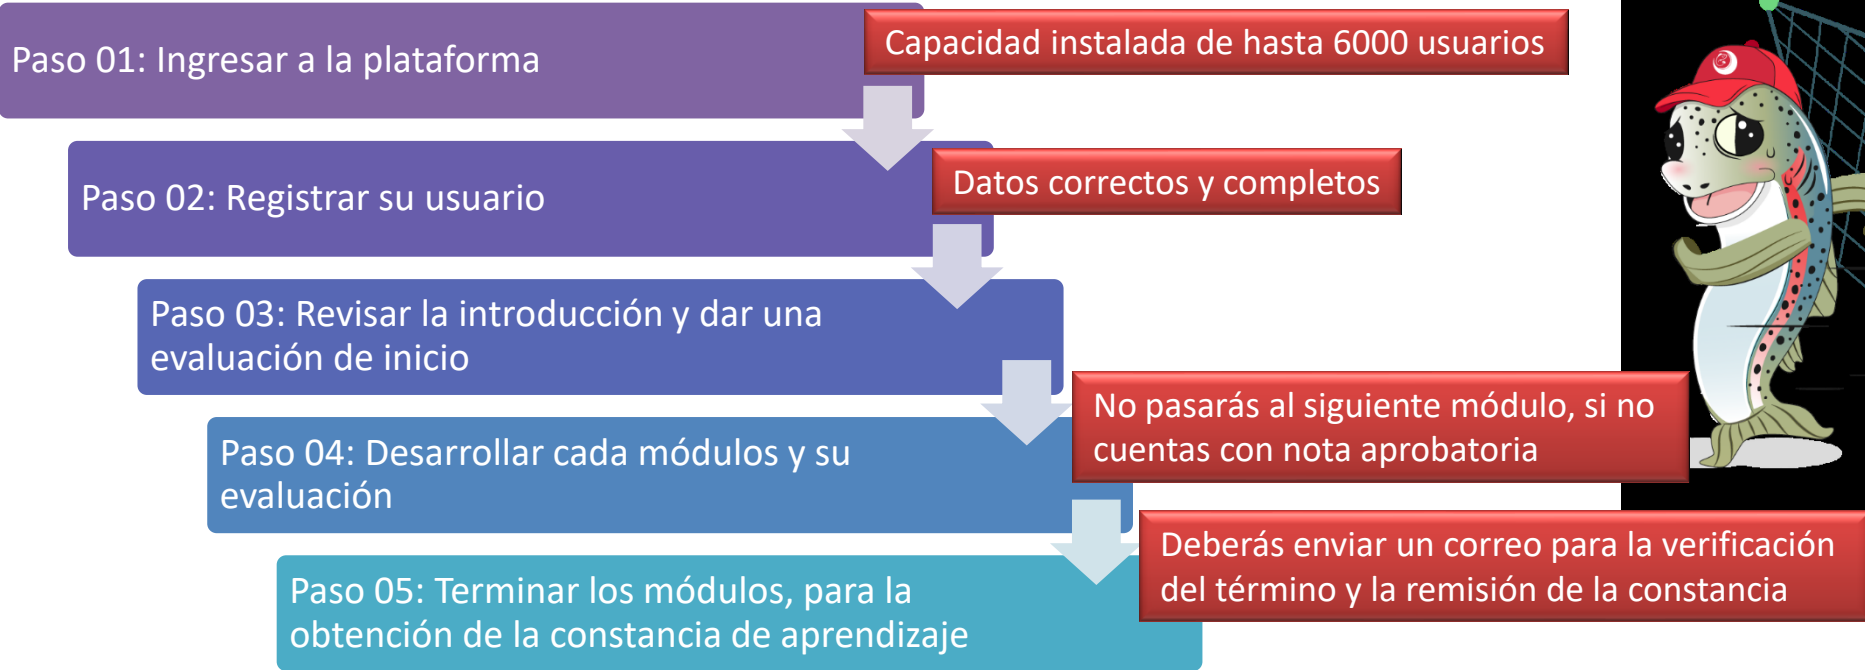 Paso 01: Ingresar a la plataforma
Capacidad instalada de hasta 6000 usuarios
Paso 02: Registrar su usuario
Datos correctos y completos
Paso 03: Revisar la introducción y dar una
evaluación de inicio
No pasarás al siguiente módulo, si no
cuentas con nota aprobatoria
Paso 04: Desarrollar cada módulos y su
evaluación
Deberás enviar un correo para la verificación
del término y la remisión de la constancia
Paso 05: Terminar los módulos, para la
obtención de la constancia de aprendizaje